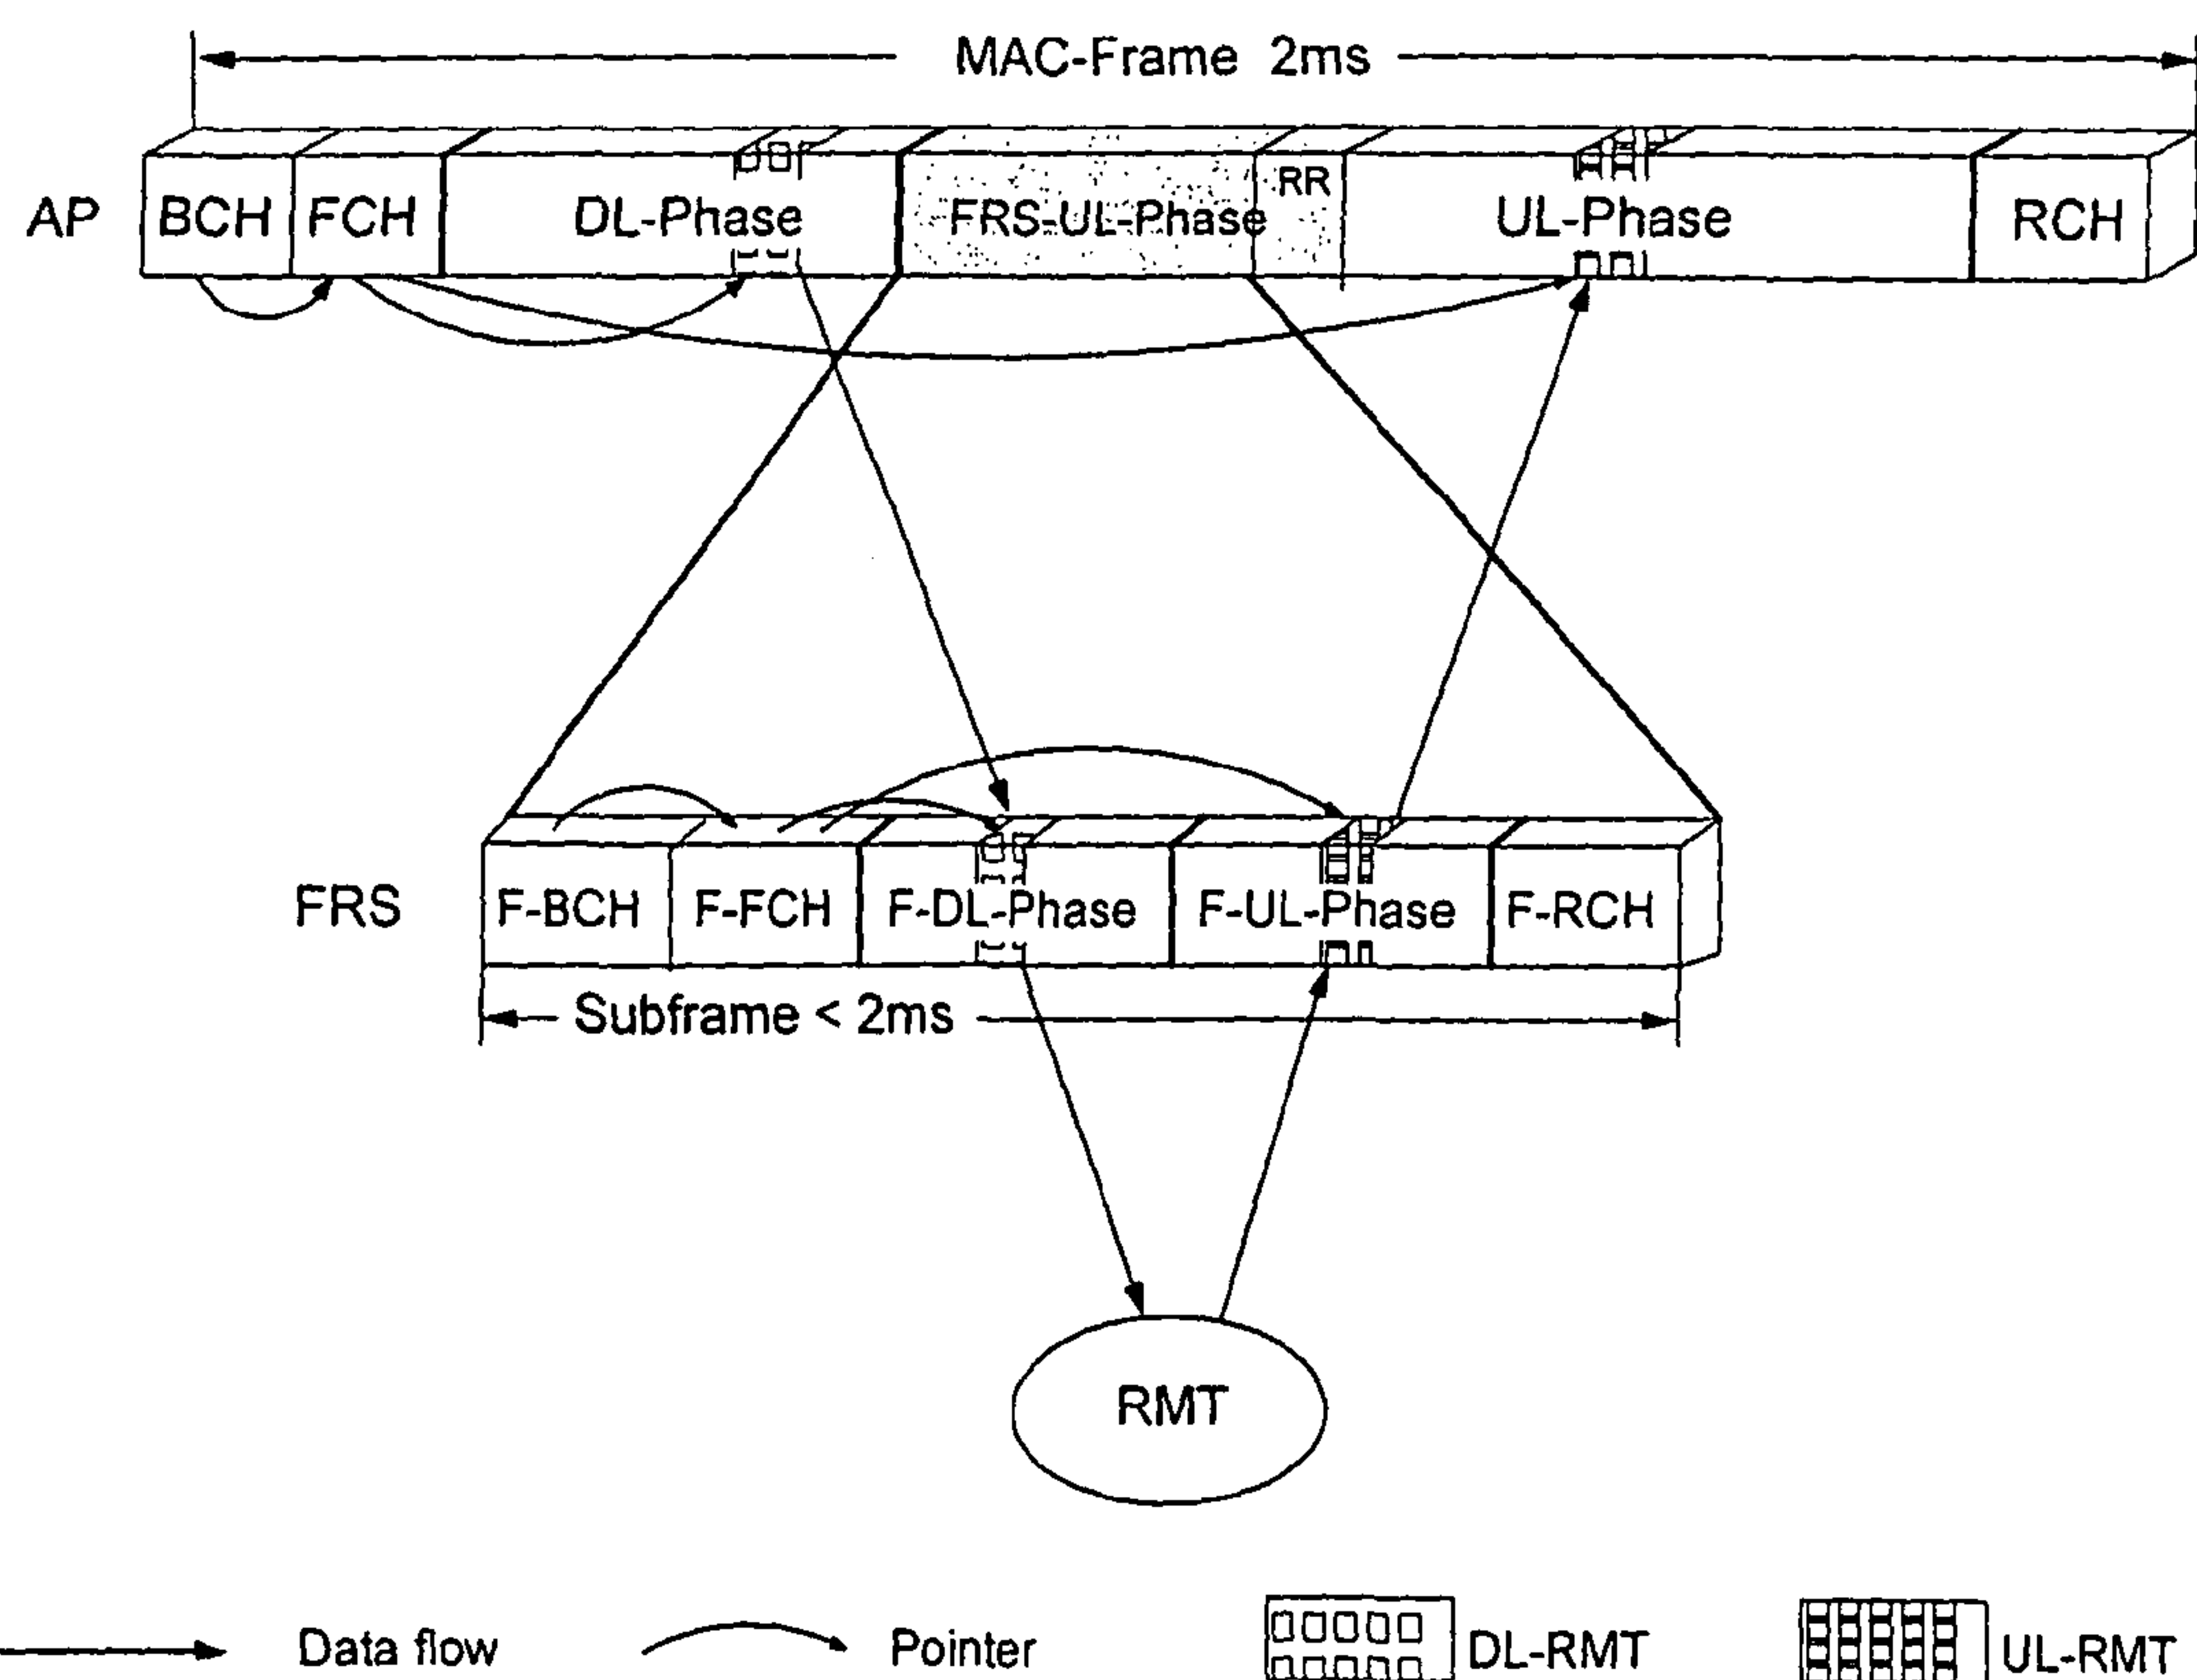 MAC-Frame 2ms
AP
BCH
FCH
DL-Phase
FRS-UL-Phase
RR
UL-Phase
RCH
FRS
F-BCH
F-FCH
F-DL-Phase
F-UL-Phase
F-RCH
Subframe < 2ms
RMT
Data flow
Pointer
DL-RMT
UL-RMT